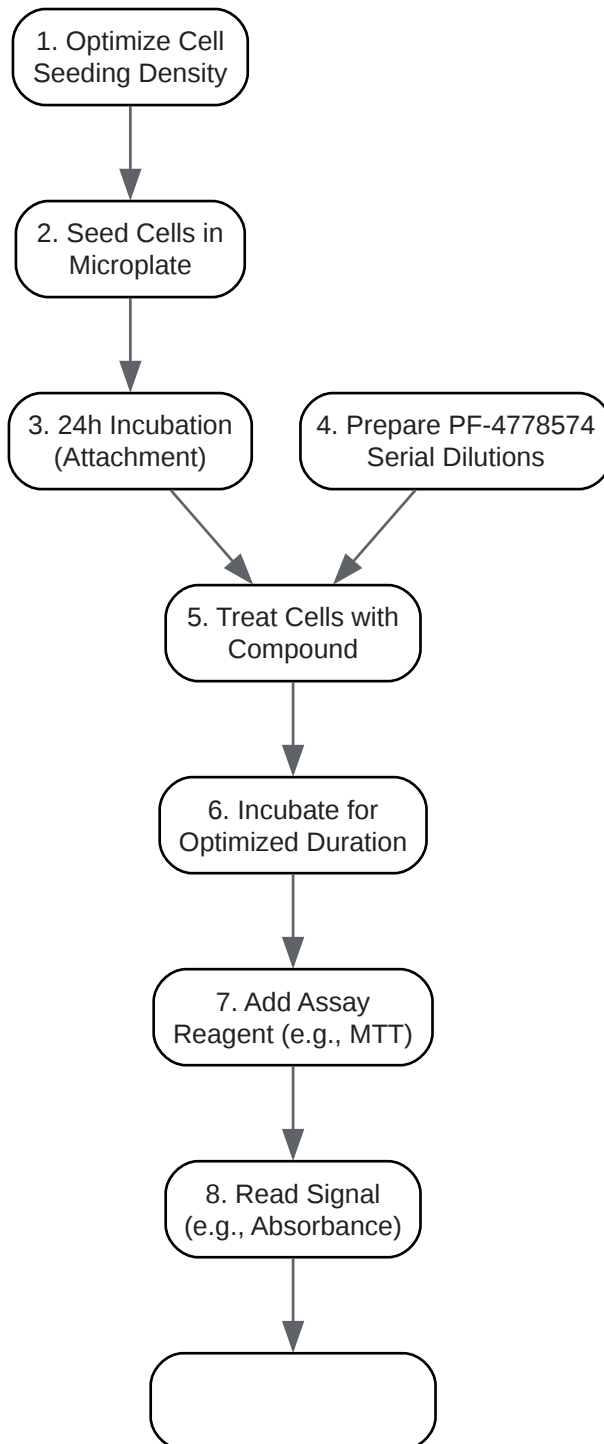 1. Optimize Cell
Seeding Density
2. Seed Cells in
Microplate
3. 24h Incubation
(Attachment)
4. Prepare PF-4778574
Serial Dilutions
5. Treat Cells with
Compound
6. Incubate for
Optimized Duration
7. Add Assay
Reagent (e.g., MTT)
8. Read Signal
(e.g., Absorbance)